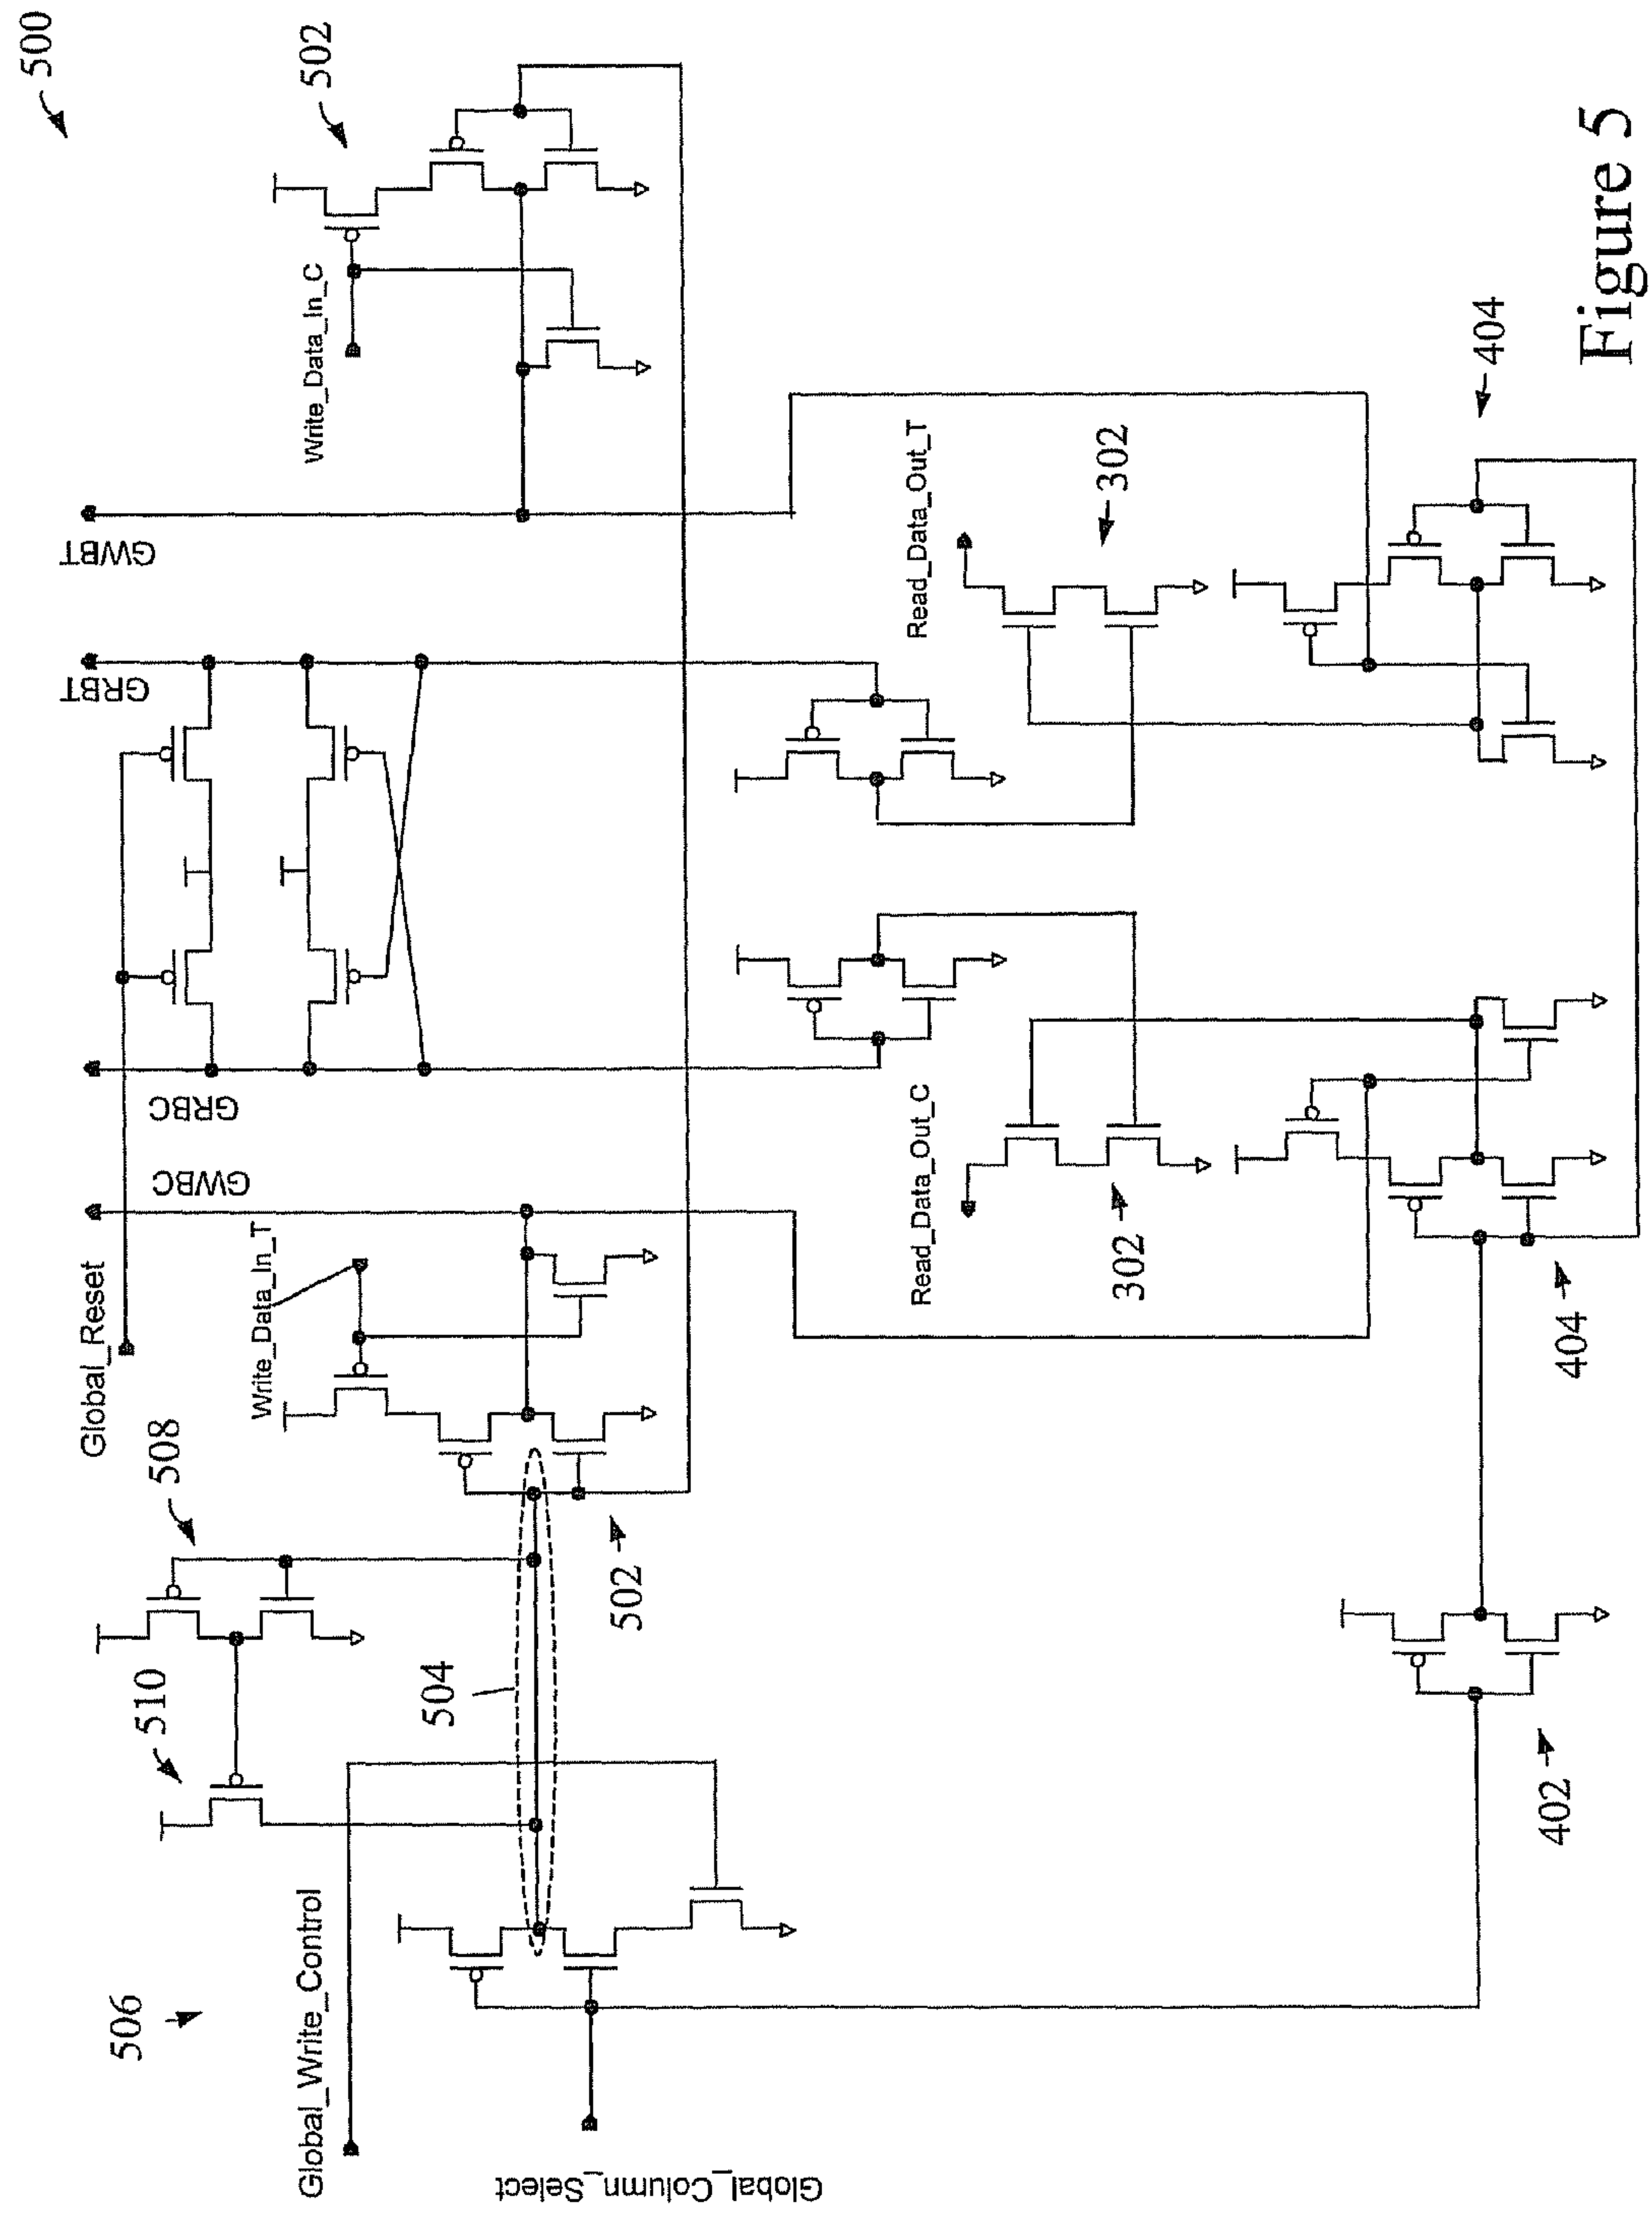 500
502
Write_Data_In_C
GWBT
GRBT
GRBC
GWBC
Global_Reset
Write_Data_In_T
508
510
504
502
506
Global_Write_Control
Global_Column_Select
Read_Data_Out_T
302
Read_Data_Out_C
302
404
404
402
Figure 5